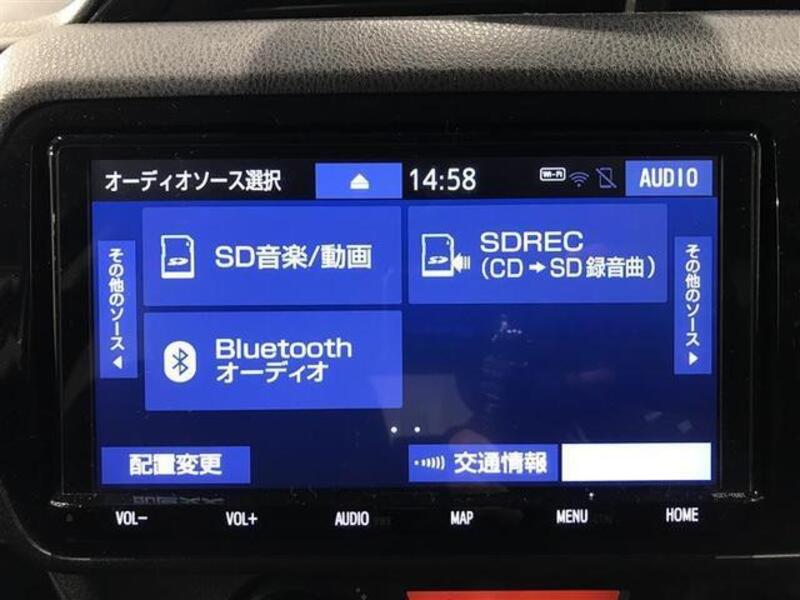 オーディオソース選択
14:58
Wi-Fi
AUDIO
その他のソース
SD音楽/動画
SDREC
(CD→SD録音曲)
その他のソース
Bluetooth
オーディオ
配置変更
交通情報
VOL−
VOL+
AUDIO
MAP
MENU
HOME